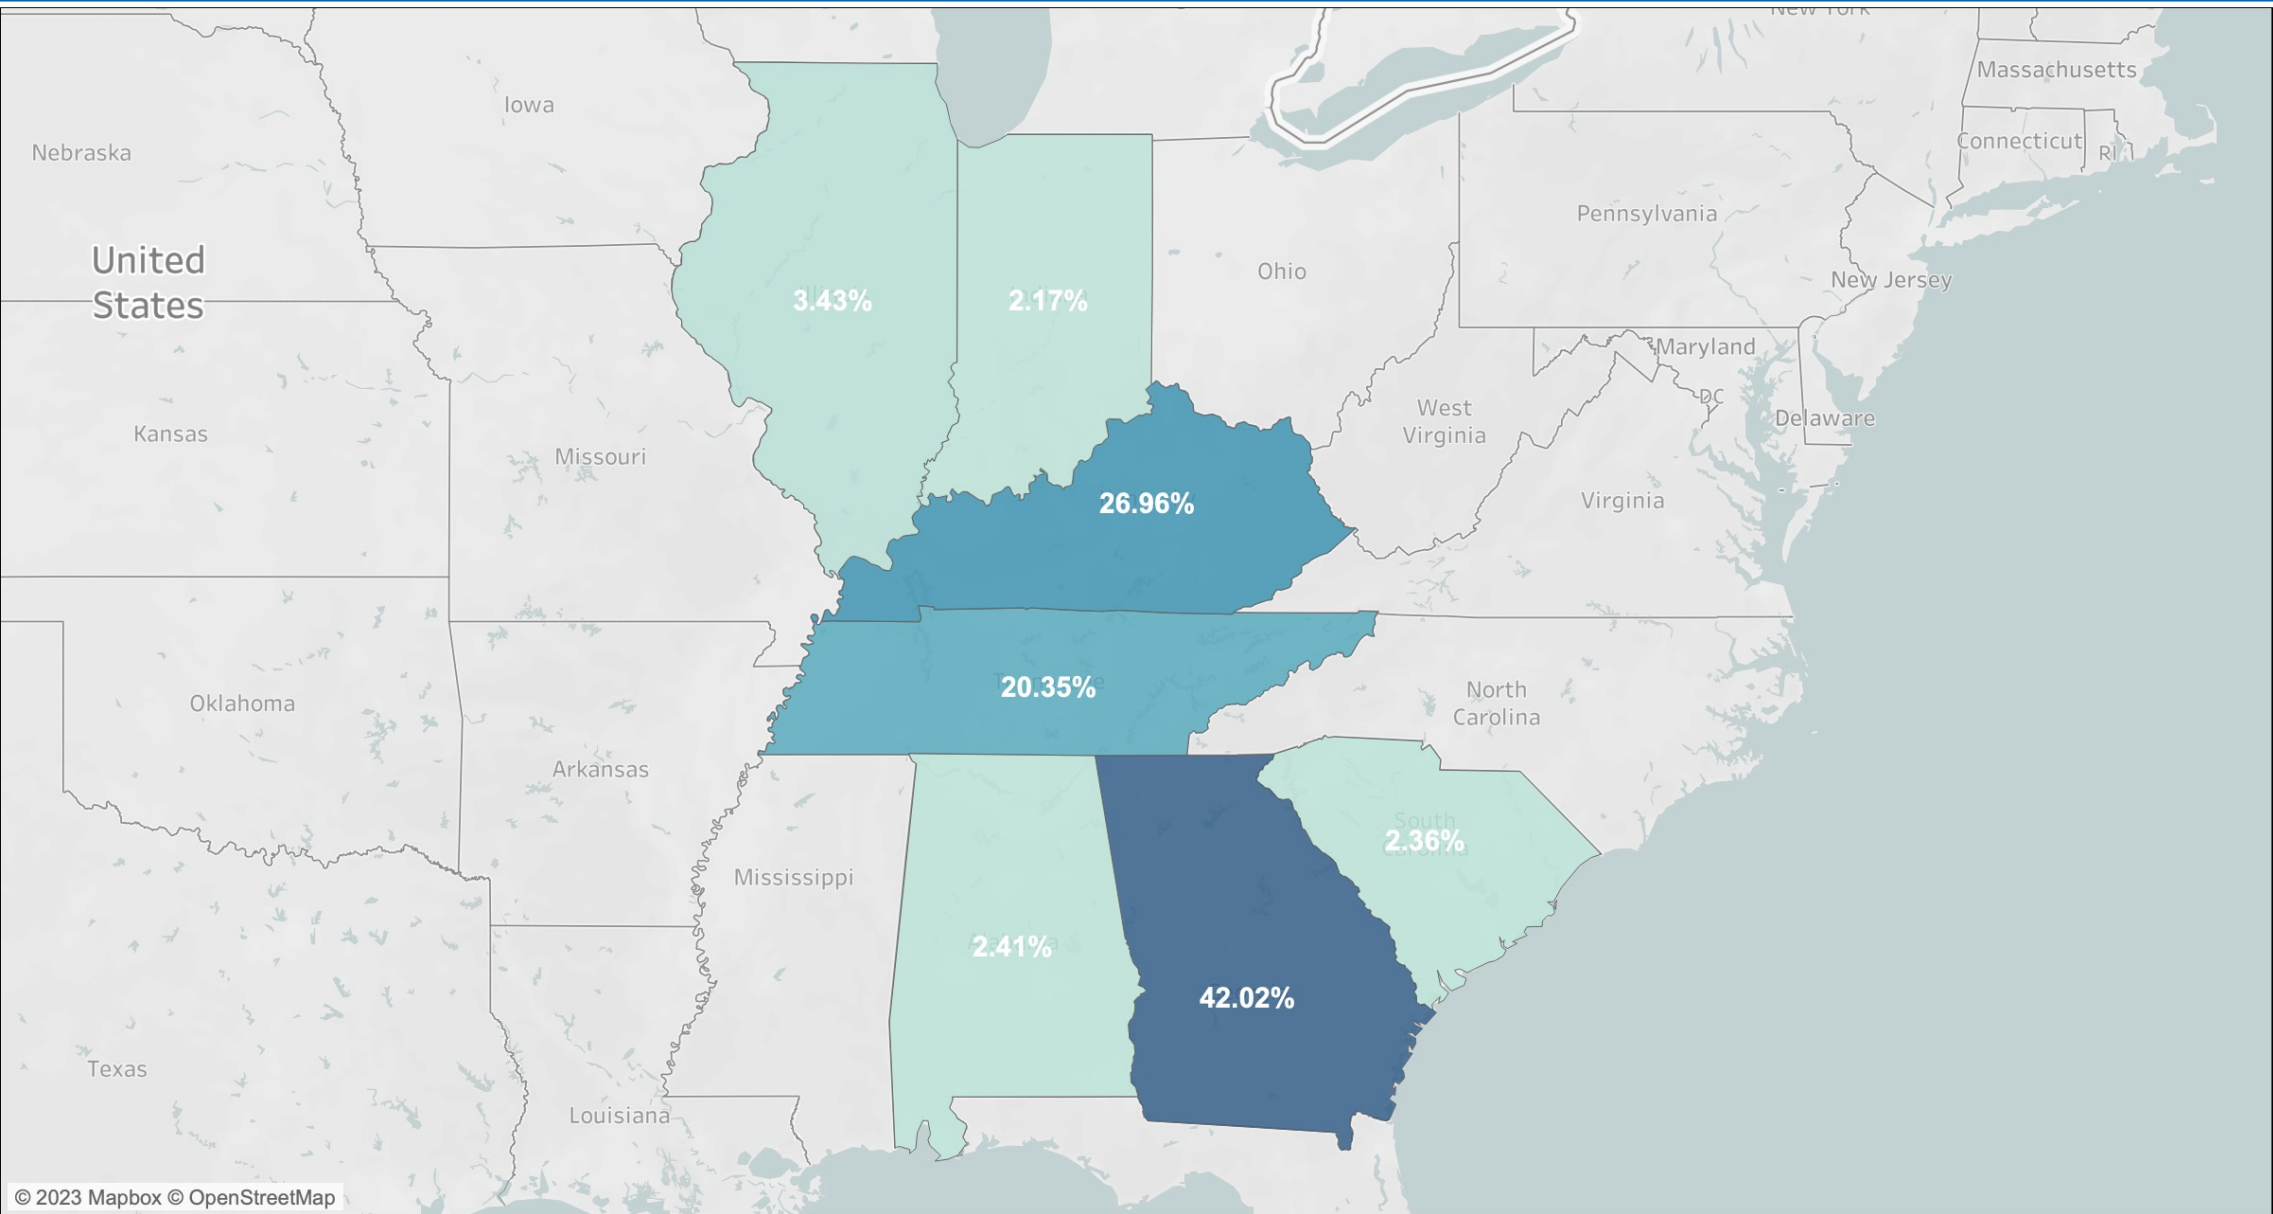 New York
Massachusetts
Iowa
Connecticut
RI
Nebraska
Pennsylvania
United
States
Ohio
New Jersey
3.43%
2.17%
Maryland
DC
West
Virginia
Delaware
Kansas
Missouri
26.96%
Virginia
20.35%
Oklahoma
North
Carolina
Arkansas
South
Carolina
2.36%
Mississippi
2.41%
42.02%
Texas
Louisiana
© 2023 Mapbox © OpenStreetMap